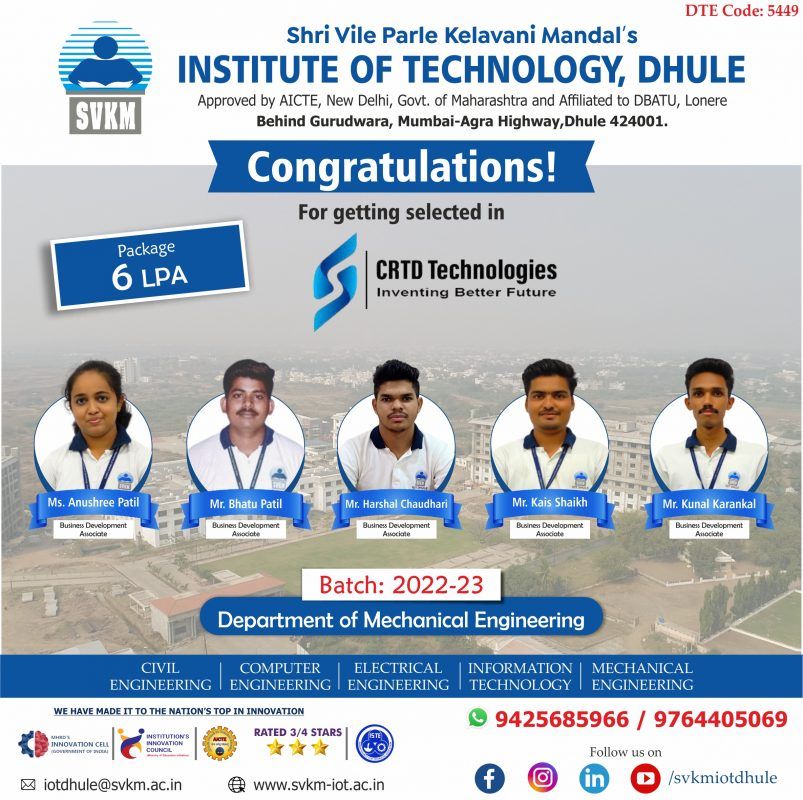 DTE Code: 5449
SVKM
Shri Vile Parle Kelavani Mandal's
INSTITUTE OF TECHNOLOGY, DHULE
Approved by AICTE, New Delhi, Govt. of Maharashtra and Affiliated to DBATU, Lonere
Behind Gurudwara, Mumbai-Agra Highway,Dhule 424001.
Congratulations!
For getting selected in
Package
6 LPA
CRTD Technologies
Inventing Better Future
Ms. Anushree Patil
Business Development
Associate
Mr. Bhatu Patil
Business Development
Associate
Mr. Harshal Chaudhari
Business Development
Associate
Mr. Kais Shaikh
Business Development
Associate
Mr. Kunal Karankal
Business Development
Associate
Batch: 2022-23
Department of Mechanical Engineering
CIVIL
ENGINEERING
COMPUTER
ENGINEERING
ELECTRICAL
ENGINEERING
INFORMATION
TECHNOLOGY
MECHANICAL
ENGINEERING
WE HAVE MADE IT TO THE NATION'S TOP IN INNOVATION
MHRD'S
INNOVATION CELL
(GOVERNMENT OF INDIA)
INSTITUTION'S
INNOVATION
COUNCIL
AICTE
RATED 3/4 STARS
ISTE
9425685966 / 9764405069
Follow us on
iotdhule@svkm.ac.in
www.svkm-iot.ac.in
/svkmiotdhule